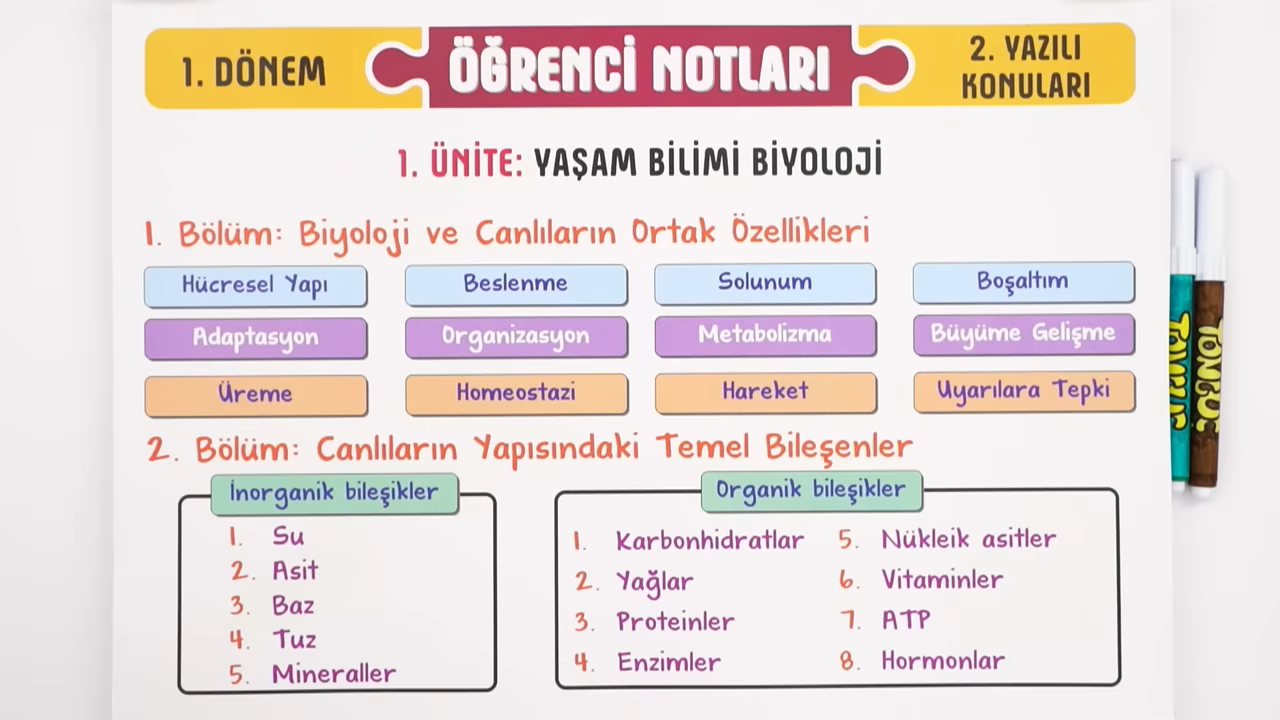 1. DÖNEM
ÖĞRENCİ NOTLARI
2. YAZILI
KONULARI
1. ÜNİTE: YAŞAM BİLİMİ BİYOLOJİ
1. Bölüm: Biyoloji ve Canlıların Ortak Özellikleri
Hücresel Yapı
Beslenme
Solunum
Boşaltım
Adaptasyon
Organizasyon
Metabolizma
Büyüme Gelişme
Üreme
Homeostazi
Hareket
Uyarılara Tepki
2. Bölüm: Canlıların Yapısındaki Temel Bileşenler
İnorganik bileşikler
1. Su
2. Asit
3. Baz
4. Tuz
5. Mineraller
Organik bileşikler
1. Karbonhidratlar
2. Yağlar
3. Proteinler
4. Enzimler
5. Nükleik asitler
6. Vitaminler
7. ATP
8. Hormonlar